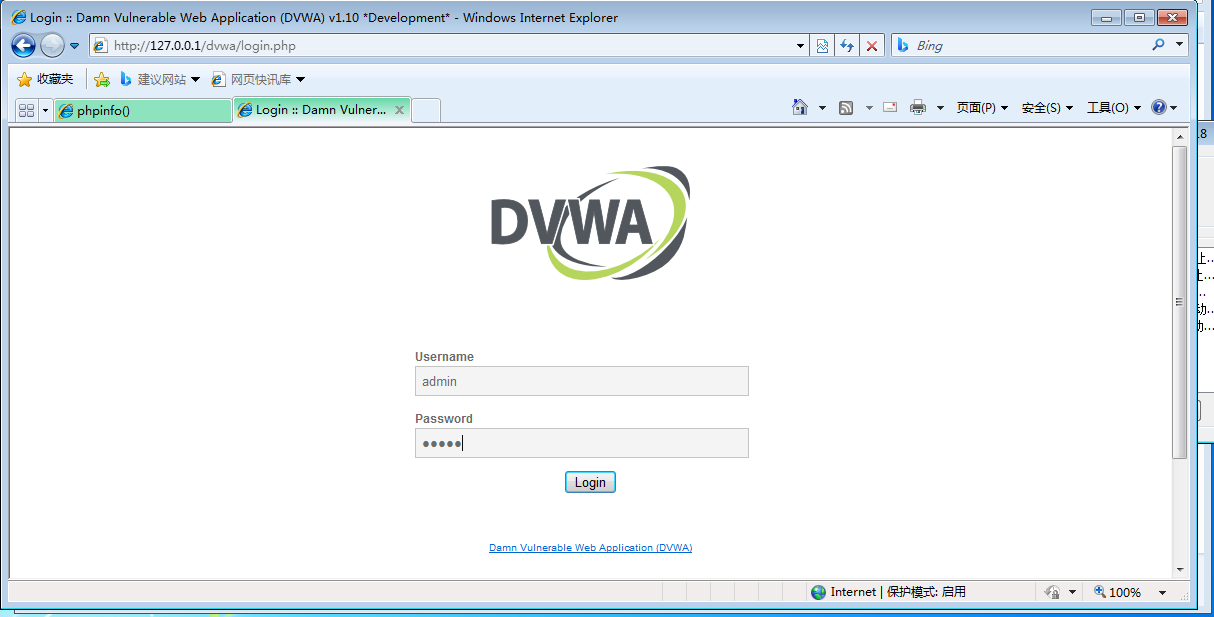 Login :: Damn Vulnerable Web Application (DVWA) v1.10 *Development* - Windows Internet Explorer
http://127.0.0.1/dvwa/login.php
Bing
收藏夹 建议网站 网页快讯库
phpinfo() Login :: Damn Vulner... 页面(P) 安全(S) 工具(O)
18
DVWA
Username
admin
Password
●●●●●
Login
Damn Vulnerable Web Application (DVWA)
Internet | 保护模式: 启用 100%